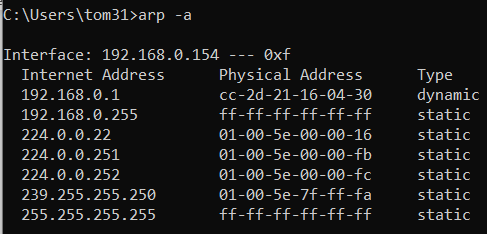 C:\Users\tom31>arp -a
Interface: 192.168.0.154 --- 0xf
Internet Address Physical Address Type
192.168.0.1 cc-2d-21-16-04-30 dynamic
192.168.0.255 ff-ff-ff-ff-ff-ff static
224.0.0.22 01-00-5e-00-00-16 static
224.0.0.251 01-00-5e-00-00-fb static
224.0.0.252 01-00-5e-00-00-fc static
239.255.255.250 01-00-5e-7f-ff-fa static
255.255.255.255 ff-ff-ff-ff-ff-ff static